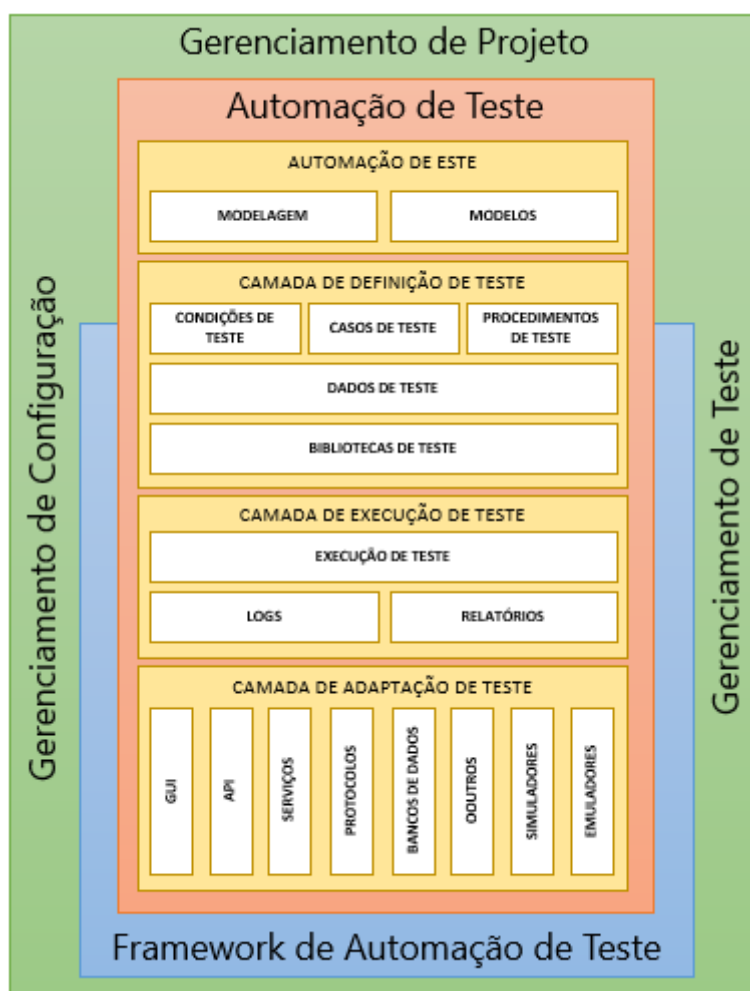 Gerenciamento de Projeto
Automação de Teste
AUTOMAÇÃO DE ESTE
MODELAGEM
MODELOS
CAMADA DE DEFINIÇÃO DE TESTE
CONDIÇÕES DE
TESTE
CASOS DE TESTE
PROCEDIMENTOS
DE TESTE
DADOS DE TESTE
BIBLIOTECAS DE TESTE
CAMADA DE EXECUÇÃO DE TESTE
EXECUÇÃO DE TESTE
LOGS
RELATÓRIOS
CAMADA DE ADAPTAÇÃO DE TESTE
GUI
API
SERVIÇOS
PROTOCOLOS
BANCOS DE DADOS
OOUTROS
SIMULADORES
EMULADORES
Framework de Automação de Teste
Gerenciamento de Configuração
Gerenciamento de Teste